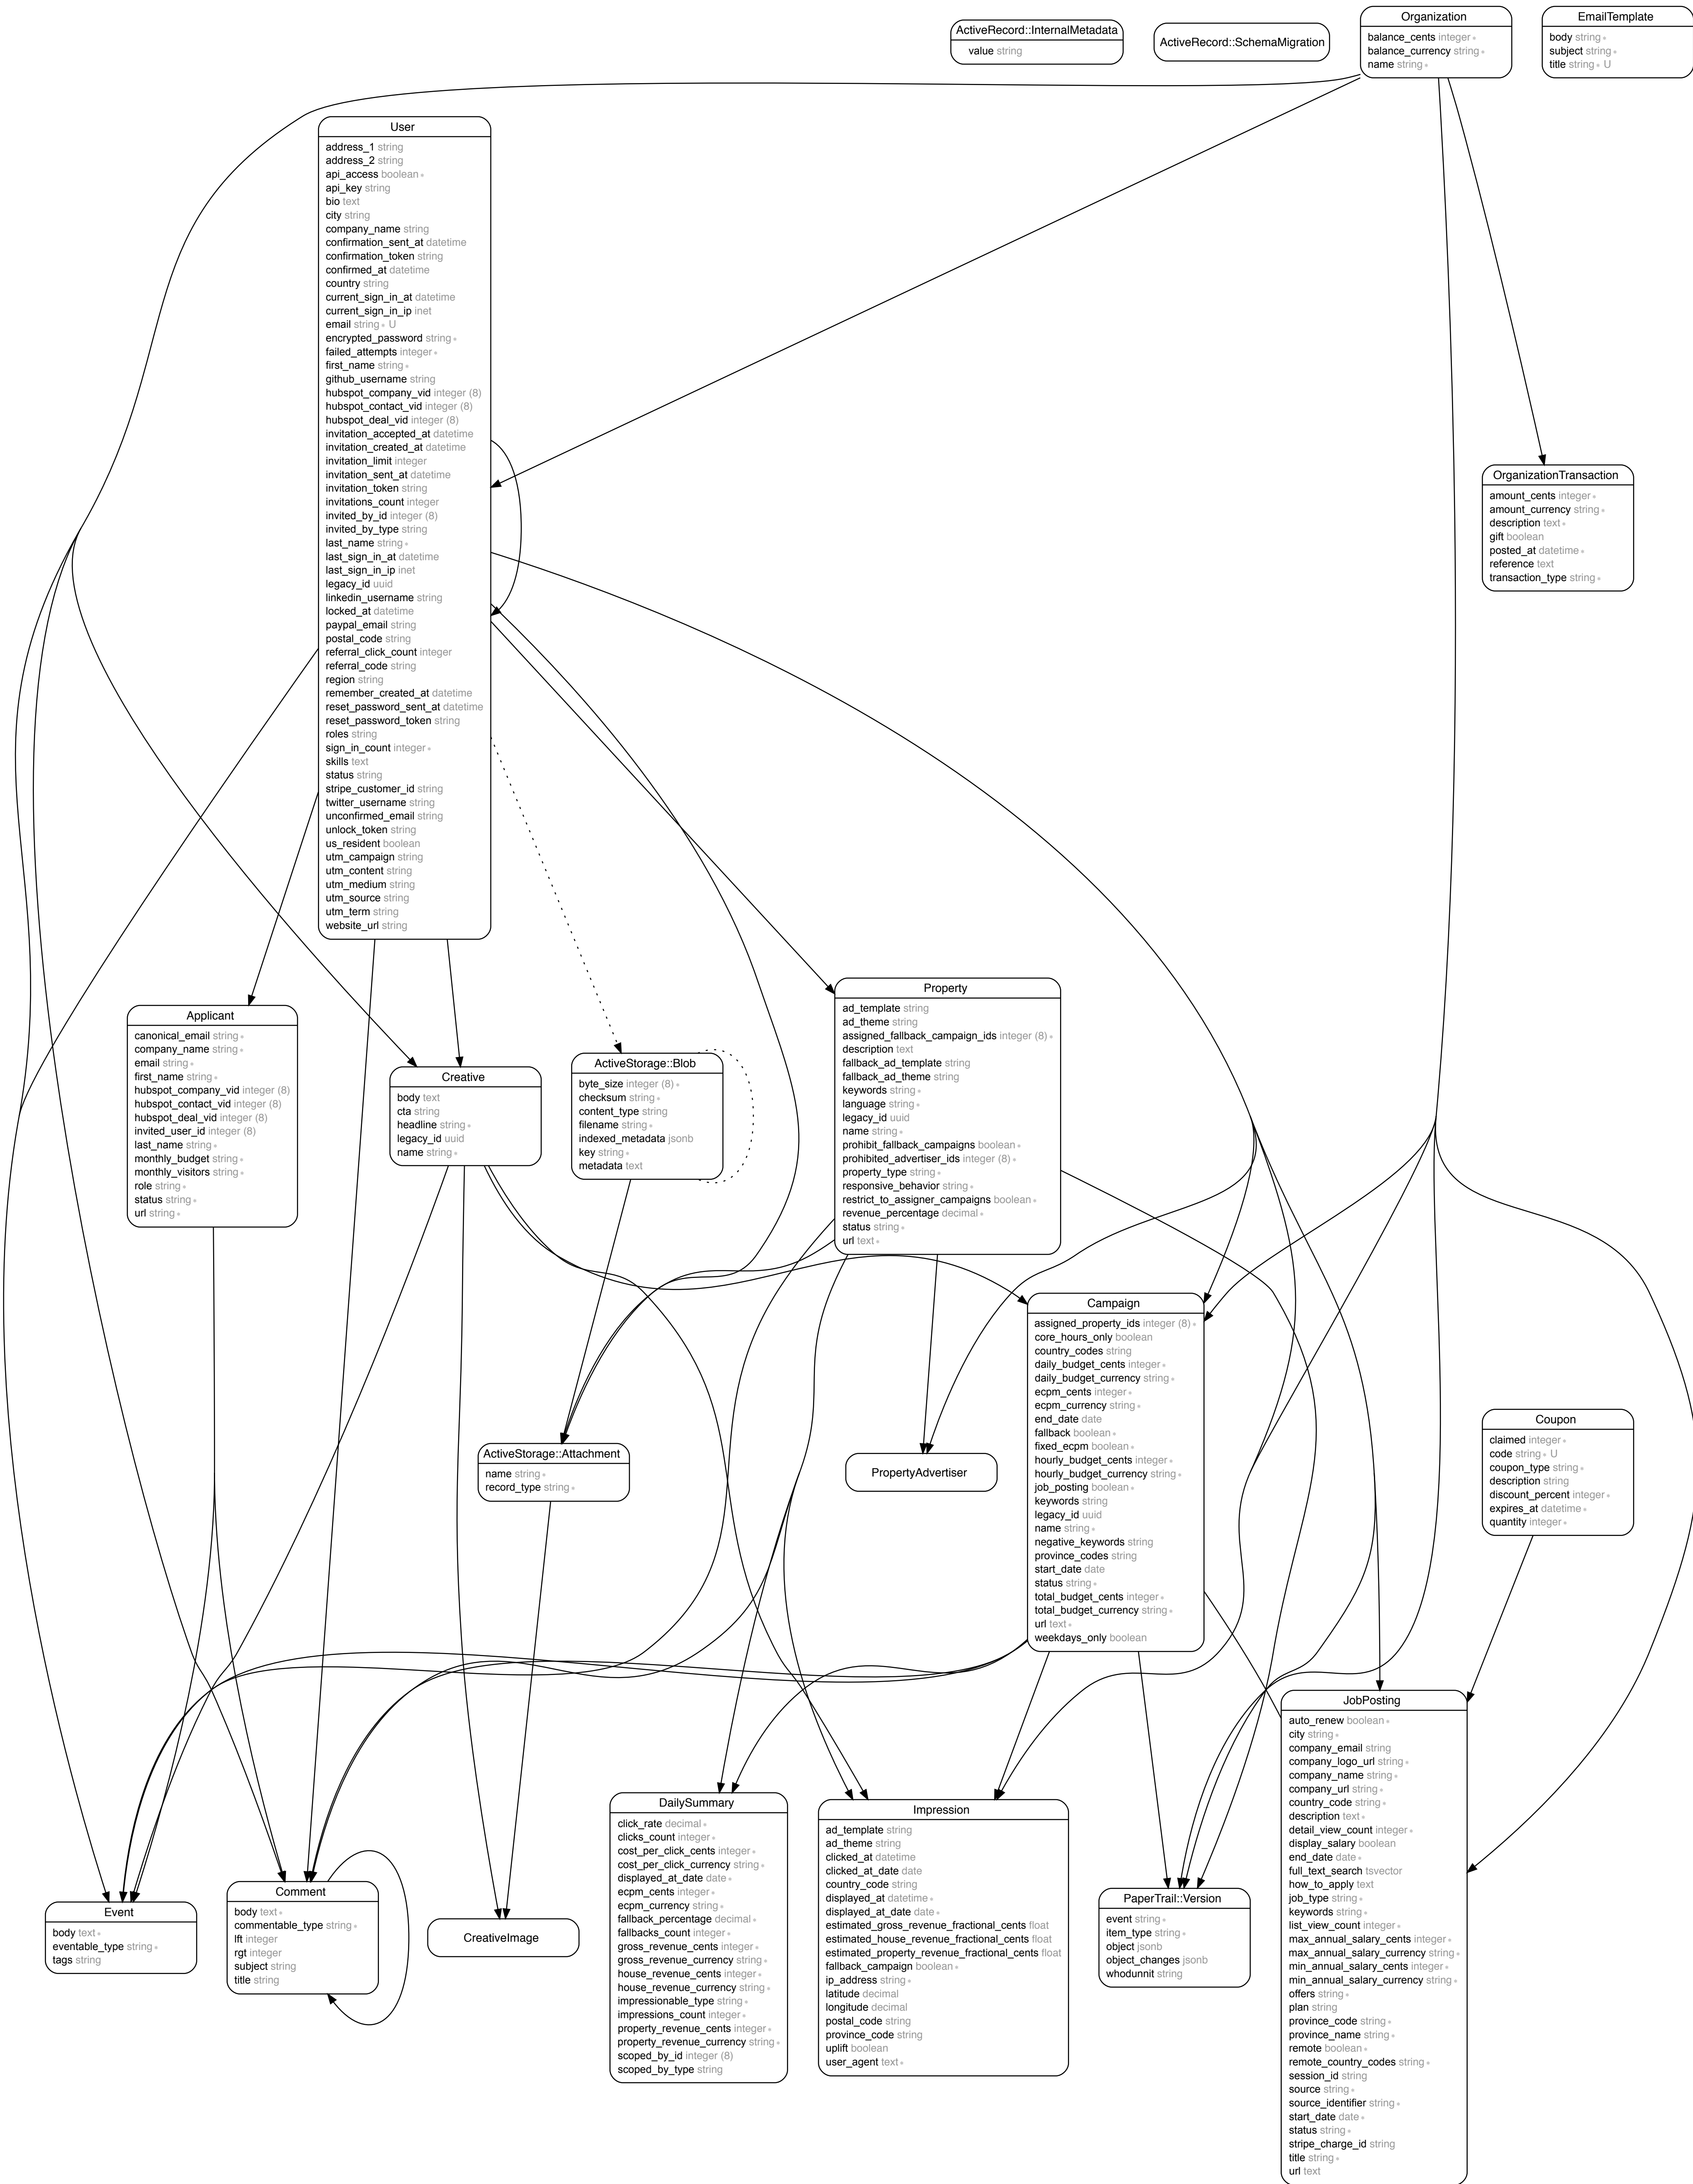 ActiveRecord::InternalMetadata
value string
ActiveRecord::SchemaMigration
Organization
balance_cents integer ∗
balance_currency string ∗
name string ∗
EmailTemplate
body string ∗
subject string ∗
title string ∗ U
User
address_1 string
address_2 string
api_access boolean ∗
api_key string
bio text
city string
company_name string
confirmation_sent_at datetime
confirmation_token string
confirmed_at datetime
country string
current_sign_in_at datetime
current_sign_in_ip inet
email string ∗ U
encrypted_password string ∗
failed_attempts integer ∗
first_name string ∗
github_username string
hubspot_company_vid integer (8)
hubspot_contact_vid integer (8)
hubspot_deal_vid integer (8)
invitation_accepted_at datetime
invitation_created_at datetime
invitation_limit integer
invitation_sent_at datetime
invitation_token string
invitations_count integer
invited_by_id integer (8)
invited_by_type string
last_name string ∗
last_sign_in_at datetime
last_sign_in_ip inet
legacy_id uuid
linkedin_username string
locked_at datetime
paypal_email string
postal_code string
referral_click_count integer
referral_code string
region string
remember_created_at datetime
reset_password_sent_at datetime
reset_password_token string
roles string
sign_in_count integer ∗
skills text
status string
stripe_customer_id string
twitter_username string
unconfirmed_email string
unlock_token string
us_resident boolean
utm_campaign string
utm_content string
utm_medium string
utm_source string
utm_term string
website_url string
OrganizationTransaction
amount_cents integer ∗
amount_currency string ∗
description text ∗
gift boolean
posted_at datetime ∗
reference text
transaction_type string ∗
Applicant
canonical_email string ∗
company_name string ∗
email string ∗
first_name string ∗
hubspot_company_vid integer (8)
hubspot_contact_vid integer (8)
hubspot_deal_vid integer (8)
invited_user_id integer (8)
last_name string ∗
monthly_budget string ∗
monthly_visitors string ∗
role string ∗
status string ∗
url string ∗
Creative
body text
cta string
headline string ∗
legacy_id uuid
name string ∗
ActiveStorage::Blob
byte_size integer (8) ∗
checksum string ∗
content_type string
filename string ∗
indexed_metadata jsonb
key string ∗
metadata text
Property
ad_template string
ad_theme string
assigned_fallback_campaign_ids integer (8) ∗
description text
fallback_ad_template string
fallback_ad_theme string
keywords string ∗
language string ∗
legacy_id uuid
name string ∗
prohibit_fallback_campaigns boolean ∗
prohibited_advertiser_ids integer (8) ∗
property_type string ∗
responsive_behavior string ∗
restrict_to_assigner_campaigns boolean ∗
revenue_percentage decimal ∗
status string ∗
url text ∗
Campaign
assigned_property_ids integer (8) ∗
core_hours_only boolean
country_codes string
daily_budget_cents integer ∗
daily_budget_currency string ∗
ecpm_cents integer ∗
ecpm_currency string ∗
end_date date
fallback boolean ∗
fixed_ecpm boolean ∗
hourly_budget_cents integer ∗
hourly_budget_currency string ∗
job_posting boolean ∗
keywords string
legacy_id uuid
name string ∗
negative_keywords string
province_codes string
start_date date
status string ∗
total_budget_cents integer ∗
total_budget_currency string ∗
url text ∗
weekdays_only boolean
ActiveStorage::Attachment
name string ∗
record_type string ∗
PropertyAdvertiser
Coupon
claimed integer ∗
code string ∗ U
coupon_type string ∗
description string
discount_percent integer ∗
expires_at datetime ∗
quantity integer ∗
Event
body text ∗
eventable_type string ∗
tags string
Comment
body text ∗
commentable_type string ∗
lft integer
rgt integer
subject string
title string
CreativeImage
DailySummary
click_rate decimal ∗
clicks_count integer ∗
cost_per_click_cents integer ∗
cost_per_click_currency string ∗
displayed_at_date date ∗
ecpm_cents integer ∗
ecpm_currency string ∗
fallback_percentage decimal ∗
fallbacks_count integer ∗
gross_revenue_cents integer ∗
gross_revenue_currency string ∗
house_revenue_cents integer ∗
house_revenue_currency string ∗
impressionable_type string ∗
impressions_count integer ∗
property_revenue_cents integer ∗
property_revenue_currency string ∗
scoped_by_id integer (8)
scoped_by_type string
Impression
ad_template string
ad_theme string
clicked_at datetime
clicked_at_date date
country_code string
displayed_at datetime ∗
displayed_at_date date ∗
estimated_gross_revenue_fractional_cents float
estimated_house_revenue_fractional_cents float
estimated_property_revenue_fractional_cents float
fallback_campaign boolean ∗
ip_address string ∗
latitude decimal
longitude decimal
postal_code string
province_code string
uplift boolean
user_agent text ∗
PaperTrail::Version
event string ∗
item_type string ∗
object jsonb
object_changes jsonb
whodunnit string
JobPosting
auto_renew boolean ∗
city string ∗
company_email string
company_logo_url string ∗
company_name string ∗
company_url string ∗
country_code string ∗
description text ∗
detail_view_count integer ∗
display_salary boolean
end_date date ∗
full_text_search tsvector
how_to_apply text
job_type string ∗
keywords string ∗
list_view_count integer ∗
max_annual_salary_cents integer ∗
max_annual_salary_currency string ∗
min_annual_salary_cents integer ∗
min_annual_salary_currency string ∗
offers string ∗
plan string
province_code string ∗
province_name string ∗
remote boolean ∗
remote_country_codes string ∗
session_id string
source string ∗
source_identifier string ∗
start_date date ∗
status string ∗
stripe_charge_id string
title string ∗
url text